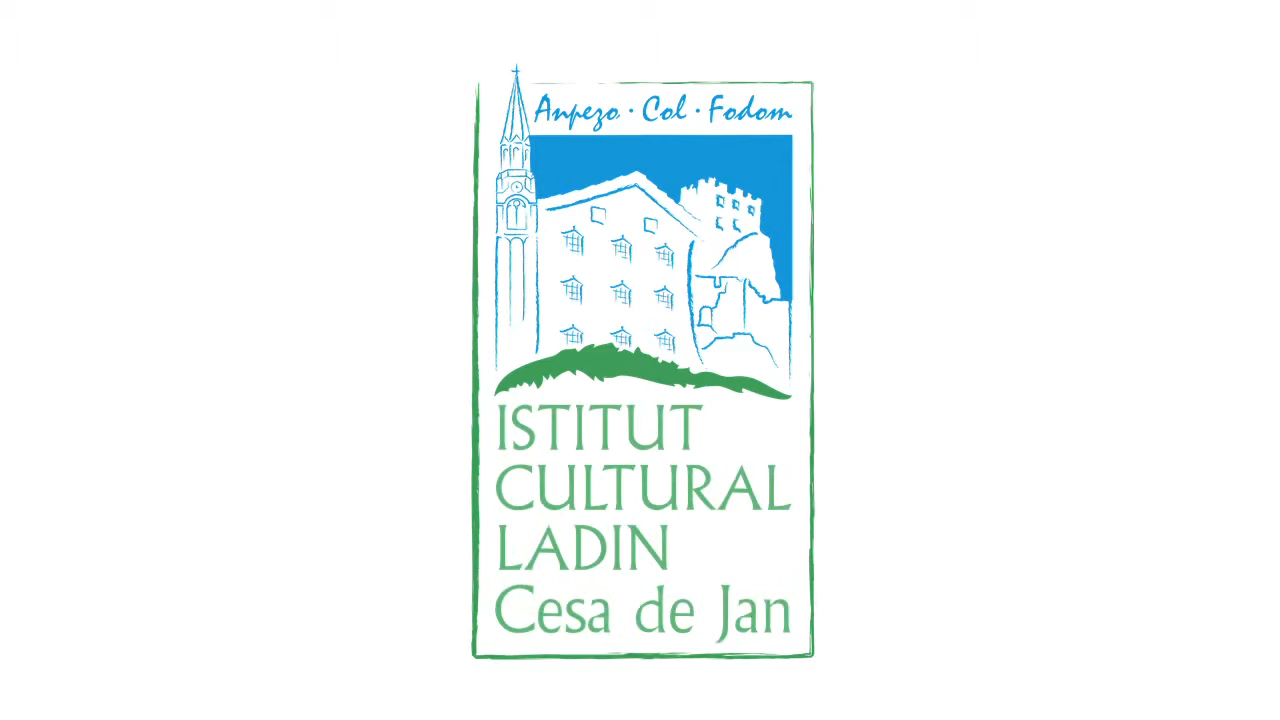 Anpezo · Col · Fodom
ISTITUT
CULTURAL
LADIN
Cesa de Jan